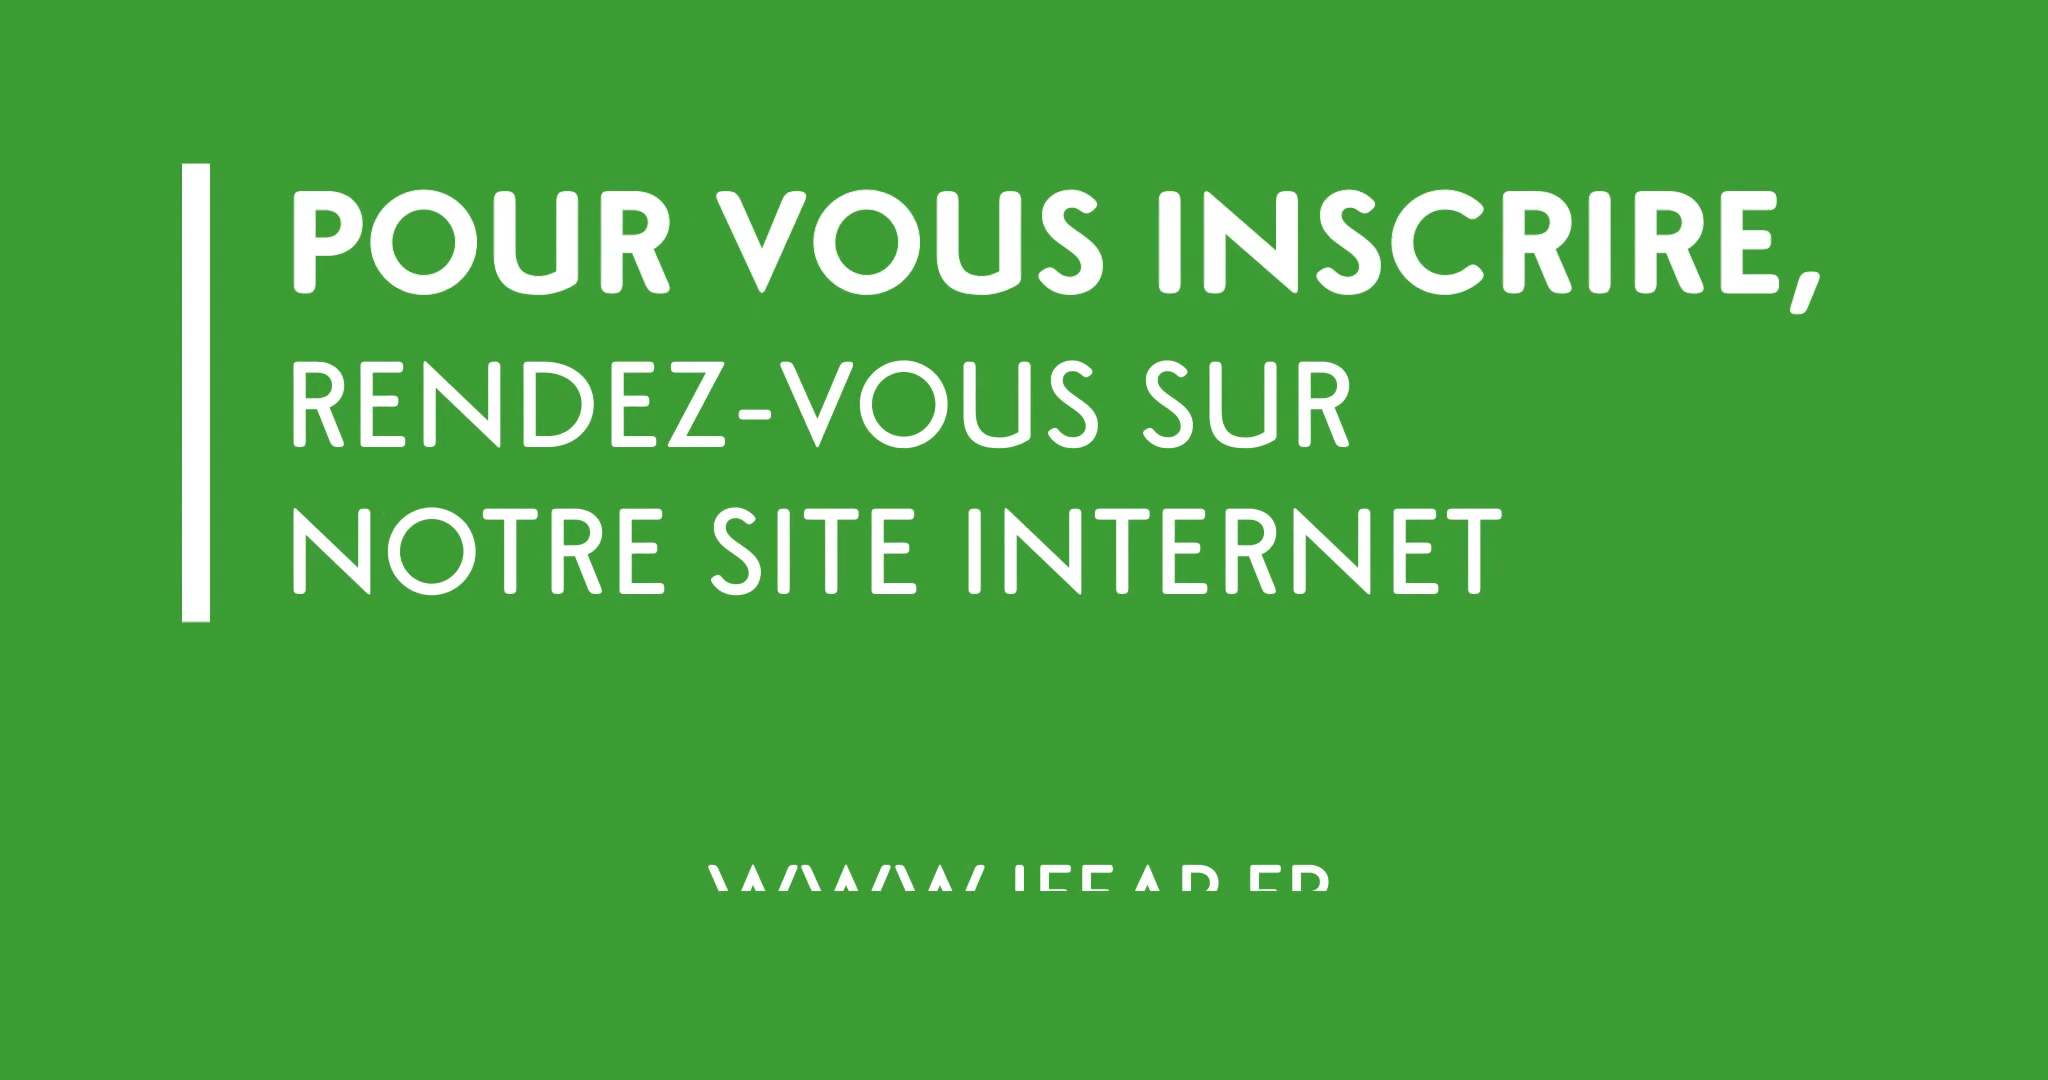 POUR VOUS INSCRIRE,
RENDEZ-VOUS SUR
NOTRE SITE INTERNET